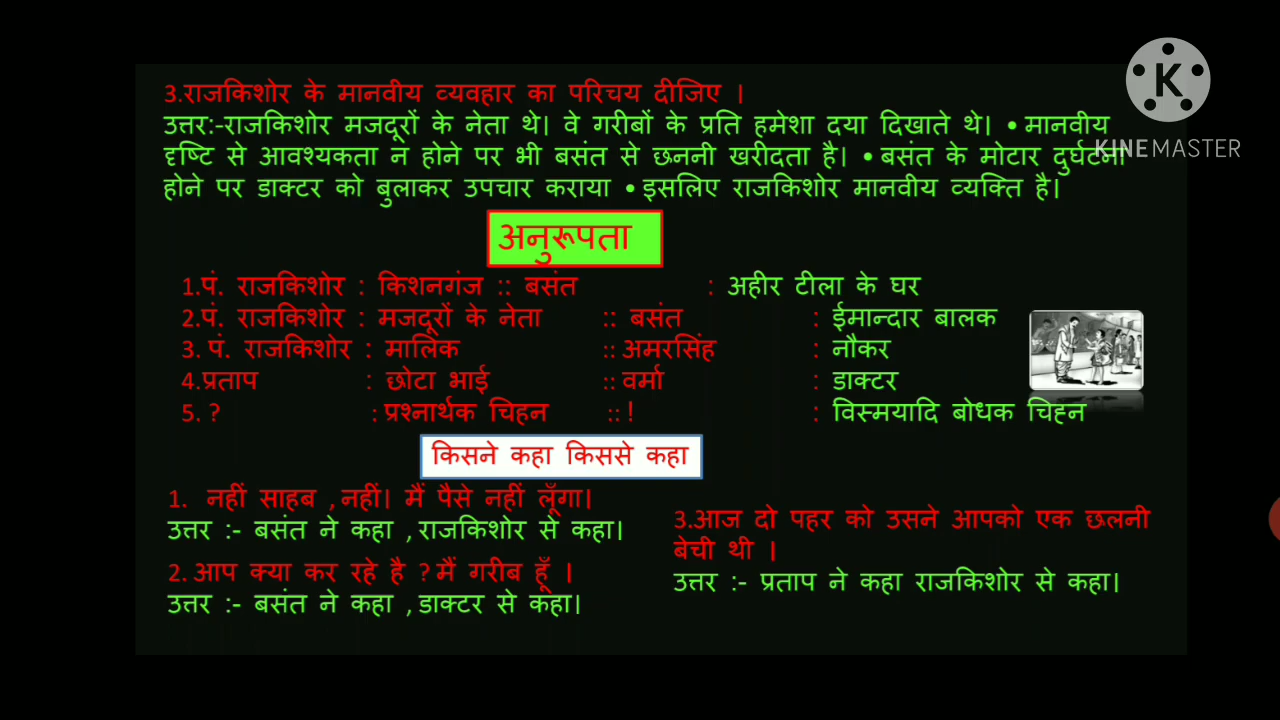 3.राजकिशोर के मानवीय व्यवहार का परिचय दीजिए ।
उत्तर:-राजकिशोर मजदूरों के नेता थे। वे गरीबों के प्रति हमेशा दया दिखाते थे। • मानवीय
दृष्टि से आवश्यकता न होने पर भी बसंत से छननी खरीदता है। • बसंत के मोटार दुर्घटना
होने पर डाक्टर को बुलाकर उपचार कराया • इसलिए राजकिशोर मानवीय व्यक्ति है।
K
KINEMASTER
अनुरूपता
1.पं. राजकिशोर : किशनगंज :: बसंत : अहीर टीला के घर
2.पं. राजकिशोर : मजदूरों के नेता :: बसंत : ईमान्दार बालक
3. पं. राजकिशोर : मालिक :: अमरसिंह : नौकर
4.प्रताप : छोटा भाई :: वर्मा : डाक्टर
5. ? : प्रश्नार्थक चिहन :: ! : विस्मयादि बोधक चिह्न
किसने कहा किससे कहा
1. नहीं साहब , नहीं। मैं पैसे नहीं लूँगा।
उत्तर :- बसंत ने कहा , राजकिशोर से कहा।
2. आप क्या कर रहे है ? मैं गरीब हूँ ।
उत्तर :- बसंत ने कहा , डाक्टर से कहा।
3.आज दो पहर को उसने आपको एक छलनी
बेची थी ।
उत्तर :- प्रताप ने कहा राजकिशोर से कहा।